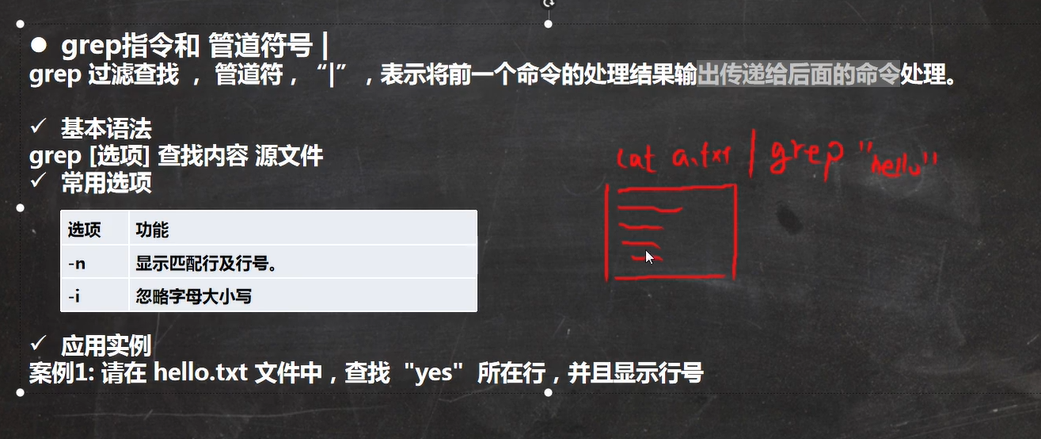 ● grep指令和 管道符号 |
grep 过滤查找 ， 管道符， “|” ，表示将前一个命令的处理结果输出传递给后面的命令处理。
✓ 基本语法
grep [选项] 查找内容 源文件
✓ 常用选项
选项 功能
-n 显示匹配行及行号。
-i 忽略字母大小写
cat a.txt | grep "hello"
✓ 应用实例
案例1: 请在 hello.txt 文件中，查找 "yes" 所在行，并且显示行号